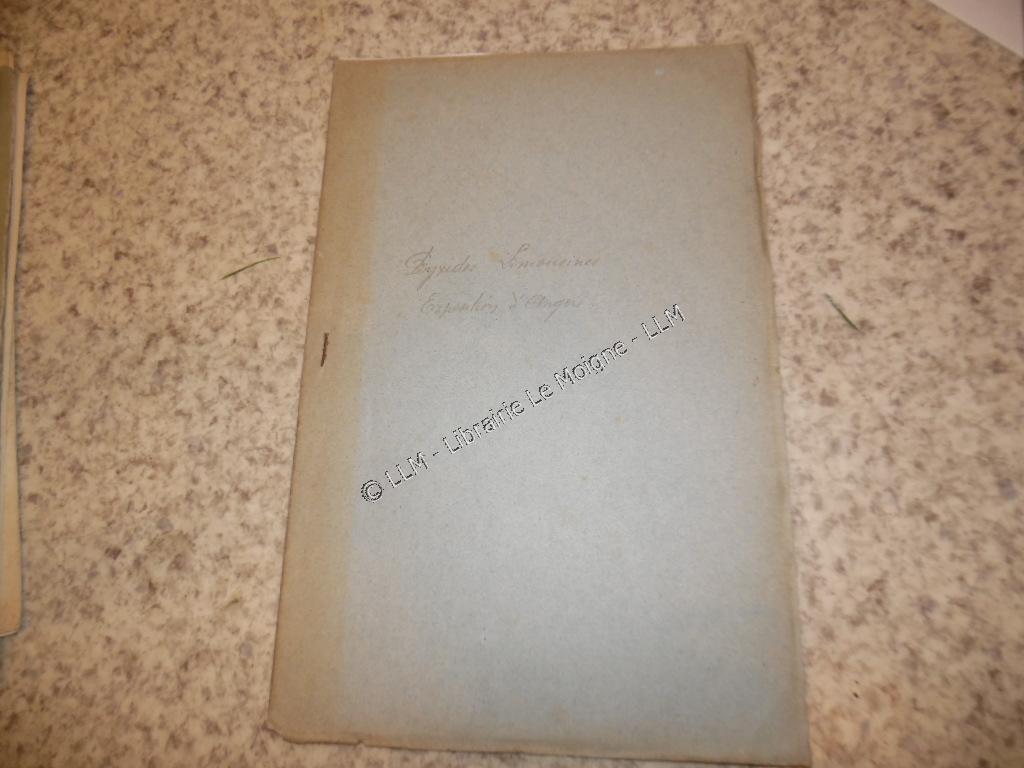 Pyxides Limousines
Exposition d'Angers
© LLM - Librairie Le Moigne - LLM